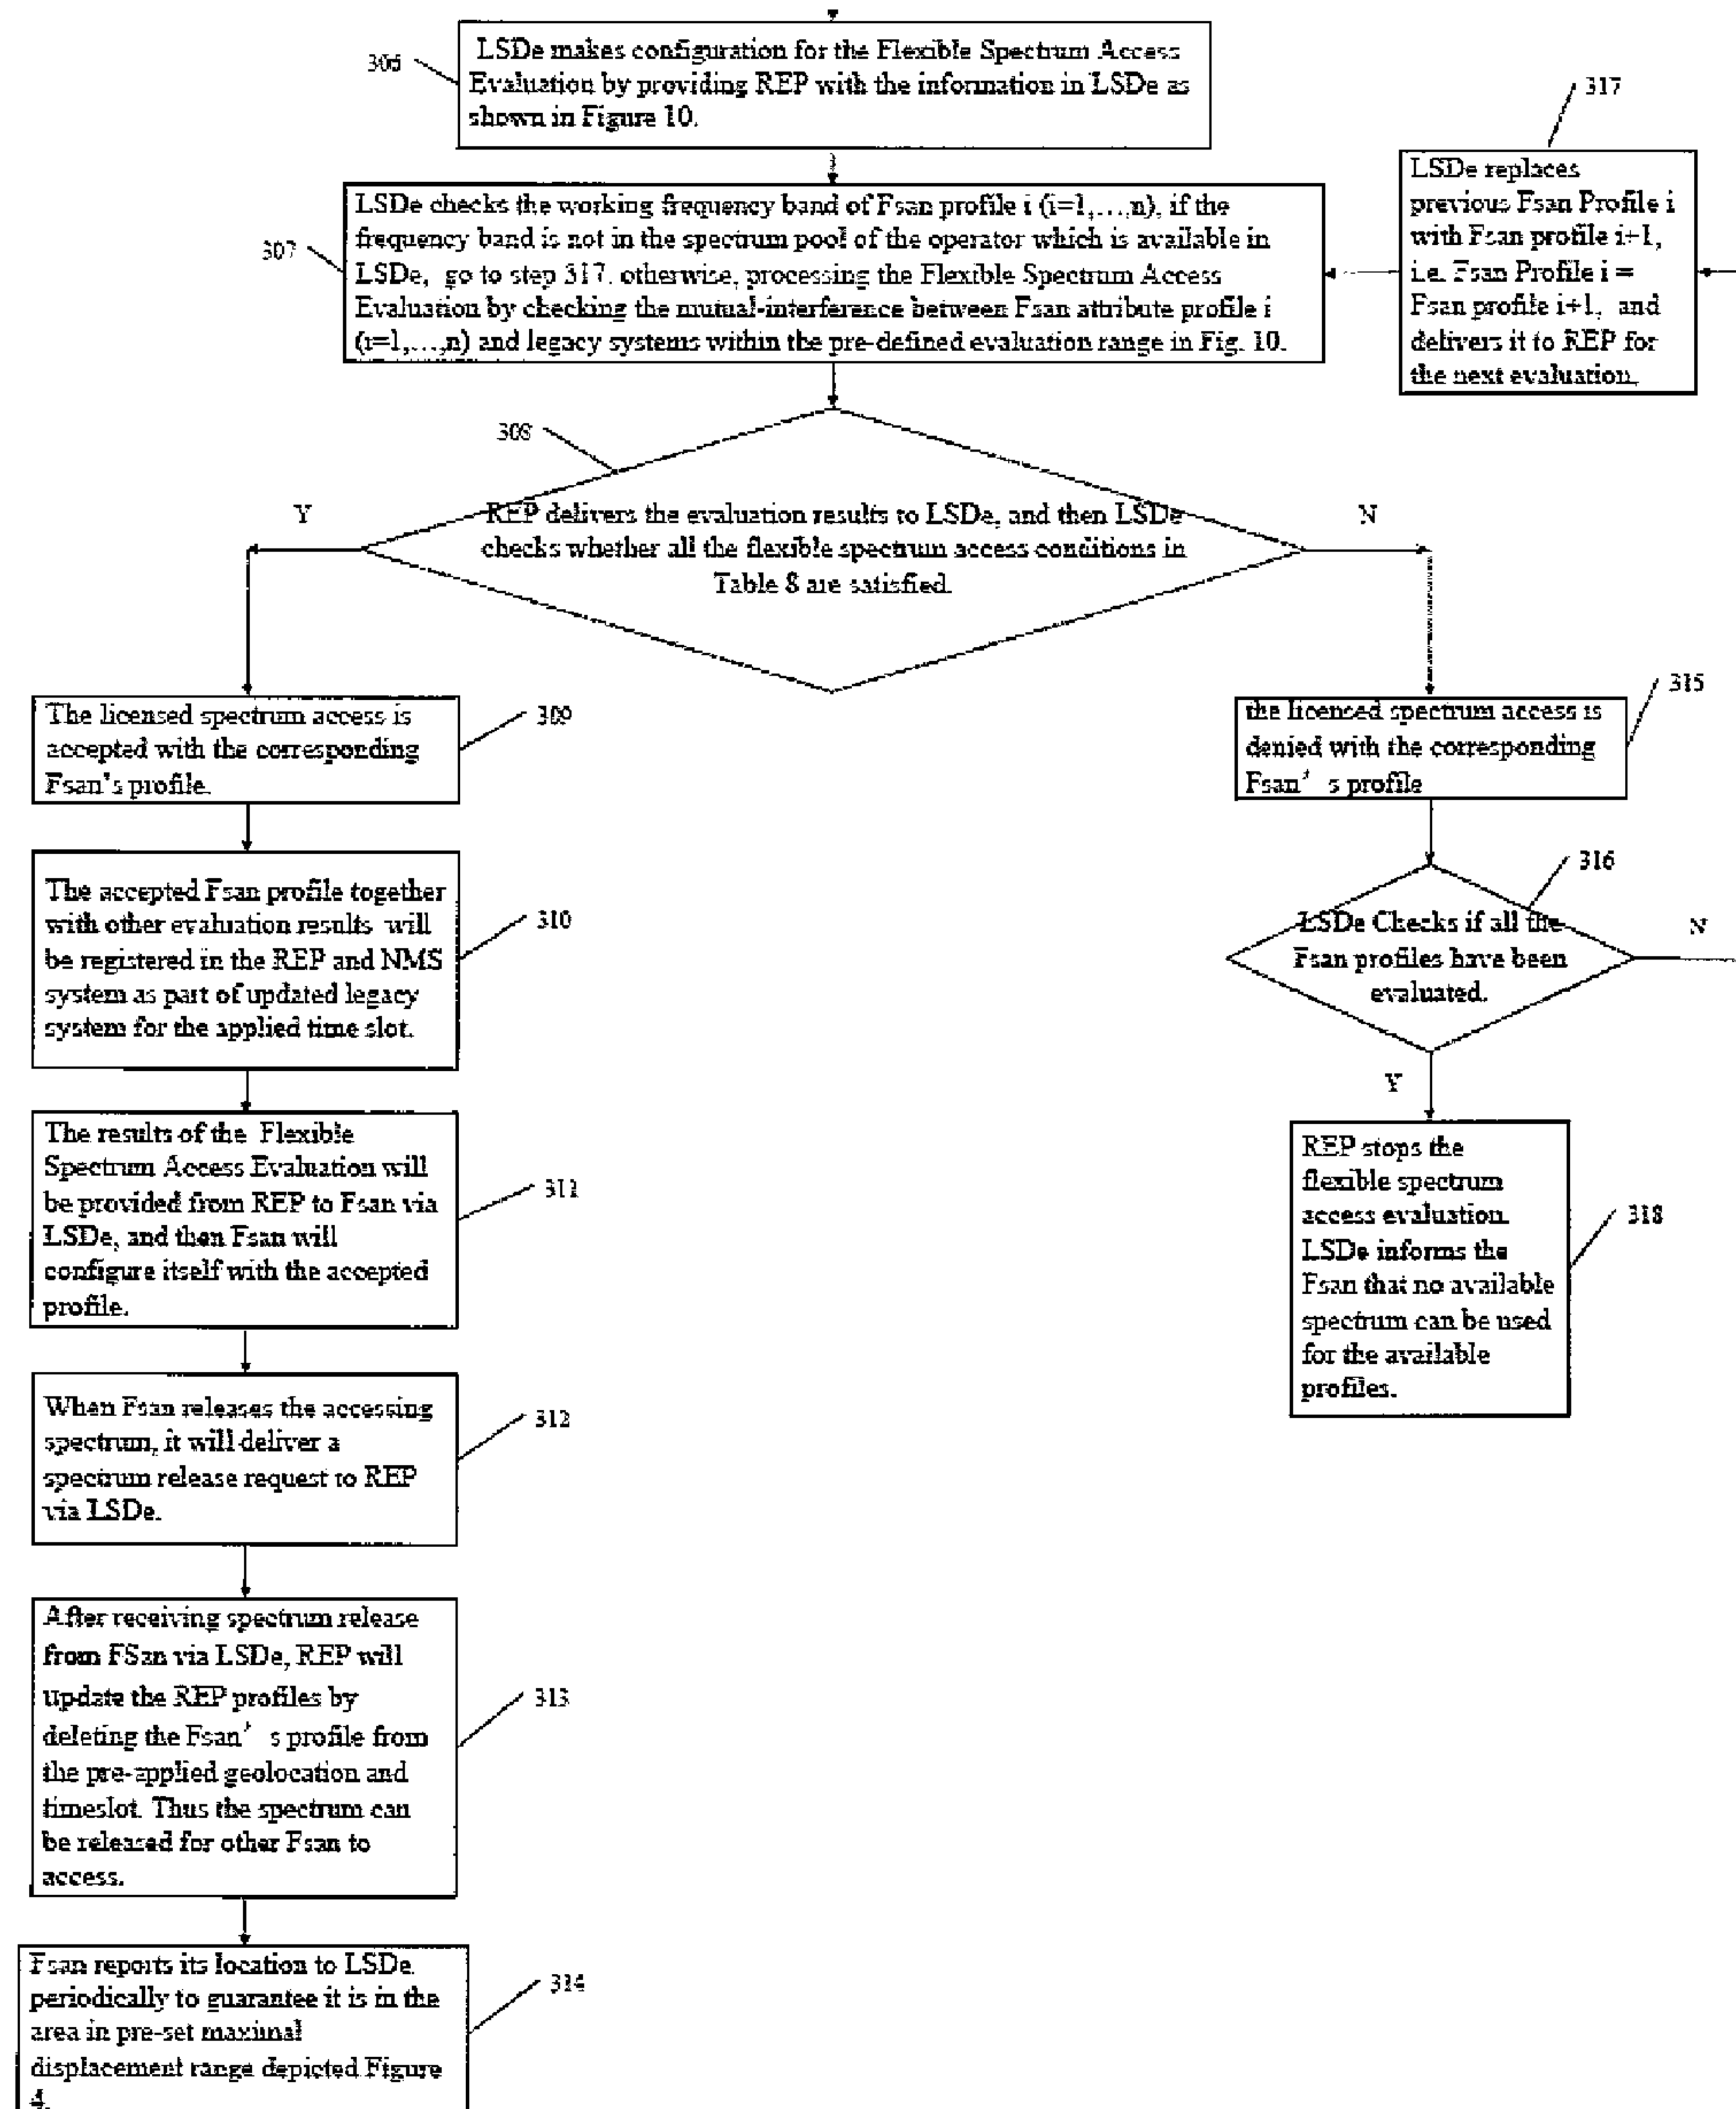 306
LSDe makes configuration for the Flexible Spectrum Access
Evaluation by providing REP with the information in LSDe as
shown in Figure 10.
317
LSDe replaces
previous Fsan Profile i
with Fsan profile i+1,
i.e. Fsan Profile i =
Fsan profile i+1, and
delivers it to REP for
the next evaluation.
307
LSDe checks the working frequency band of Fsan profile i (i=1,…,n), if the
frequency band is not in the spectrum pool of the operator which is available in
LSDe, go to step 317. otherwise, processing the Flexible Spectrum Access
Evaluation by checking the mutual-interference between Fsan attribute profile i
(i=1,…,n) and legacy systems within the pre-defined evaluation range in Fig. 10.
308
Y
N
REP delivers the evaluation results to LSDe, and then LSDe
checks whether all the flexible spectrum access conditions in
Table 8 are satisfied.
The licensed spectrum access is
accepted with the corresponding
Fsan's profile.
309
the licensed spectrum access is
denied with the corresponding
Fsan’ s profile
315
The accepted Fsan profile together
with other evaluation results will
be registered in the REP and NMS
system as part of updated legacy
system for the applied time slot.
310
316
LSDe Checks if all the
Fsan profiles have been
evaluated.
N
Y
The results of the Flexible
Spectrum Access Evaluation will
be provided from REP to Fsan via
LSDe, and then Fsan will
configure itself with the accepted
profile.
311
REP stops the
flexible spectrum
access evaluation.
LSDe informs the
Fsan that no available
spectrum can be used
for the available
profiles.
318
When Fsan releases the accessing
spectrum, it will deliver a
spectrum release request to REP
via LSDe.
312
After receiving spectrum release
from FSan via LSDe, REP will
update the REP profiles by
deleting the Fsan’ s profile from
the pre-applied geolocation and
timeslot. Thus the spectrum can
be released for other Fsan to
access.
313
Fsan reports its location to LSDe
periodically to guarantee it is in the
area in pre-set maximal
displacement range depicted Figure
4.
314